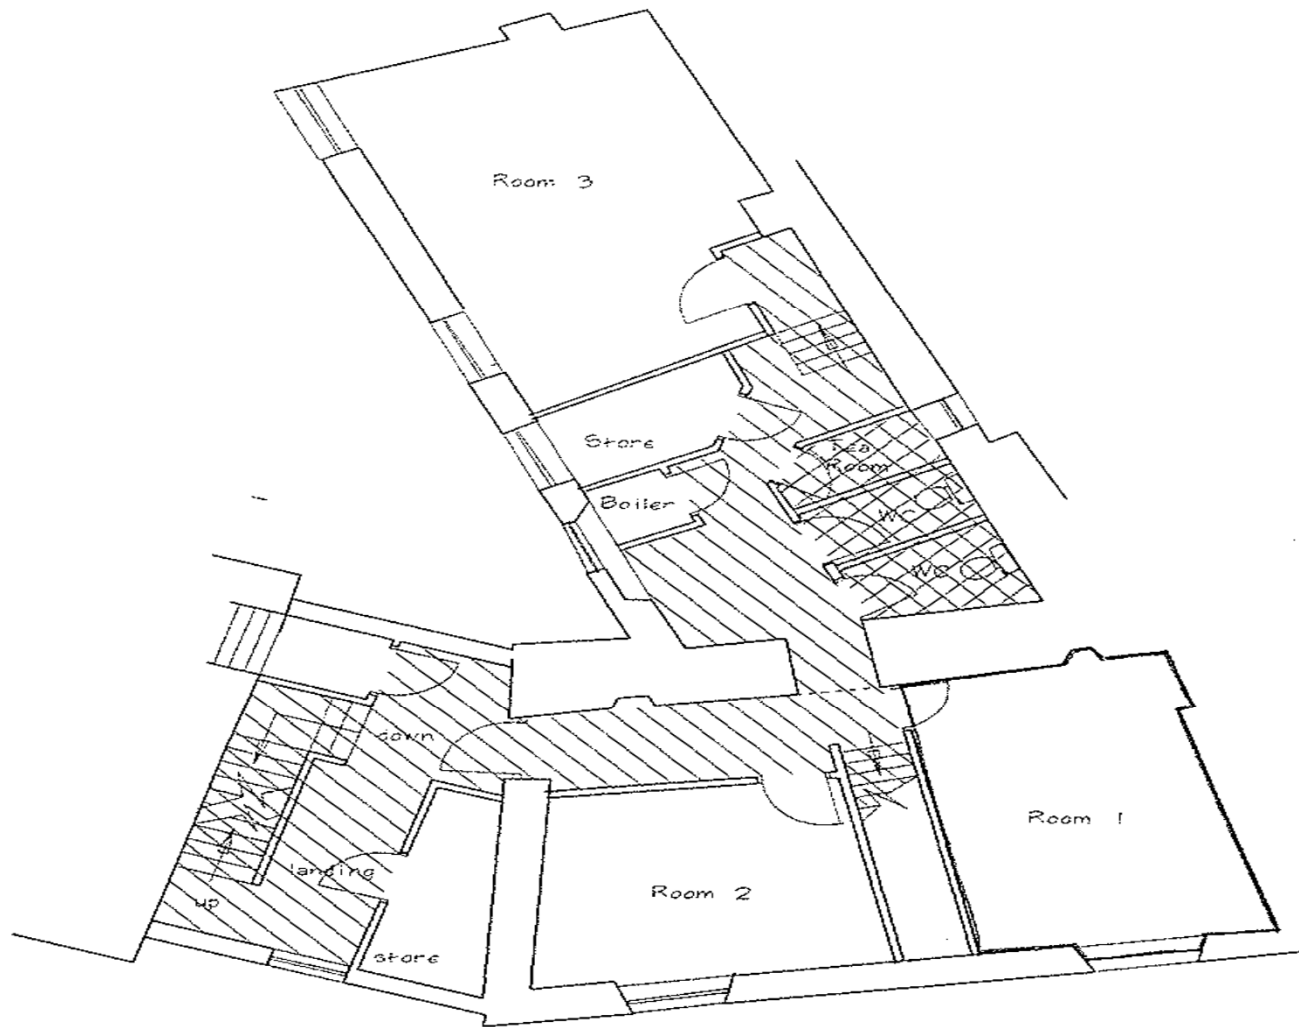 Room 3
Store
Tea
Room
Boiler
WC
WC
down
Room 1
landing
Room 2
up
store